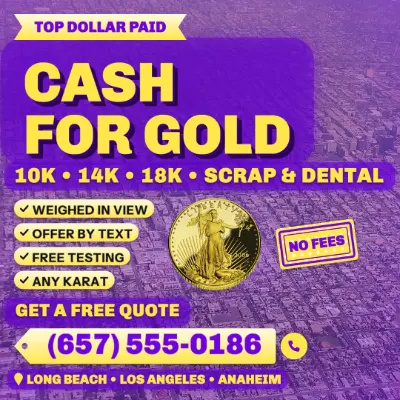 TOP DOLLAR PAID
CASH
FOR GOLD
10K • 14K • 18K • SCRAP & DENTAL
WEIGHED IN VIEW
OFFER BY TEXT
FREE TESTING
ANY KARAT
NO FEES
GET A FREE QUOTE
(657) 555-0186
LONG BEACH • LOS ANGELES • ANAHEIM